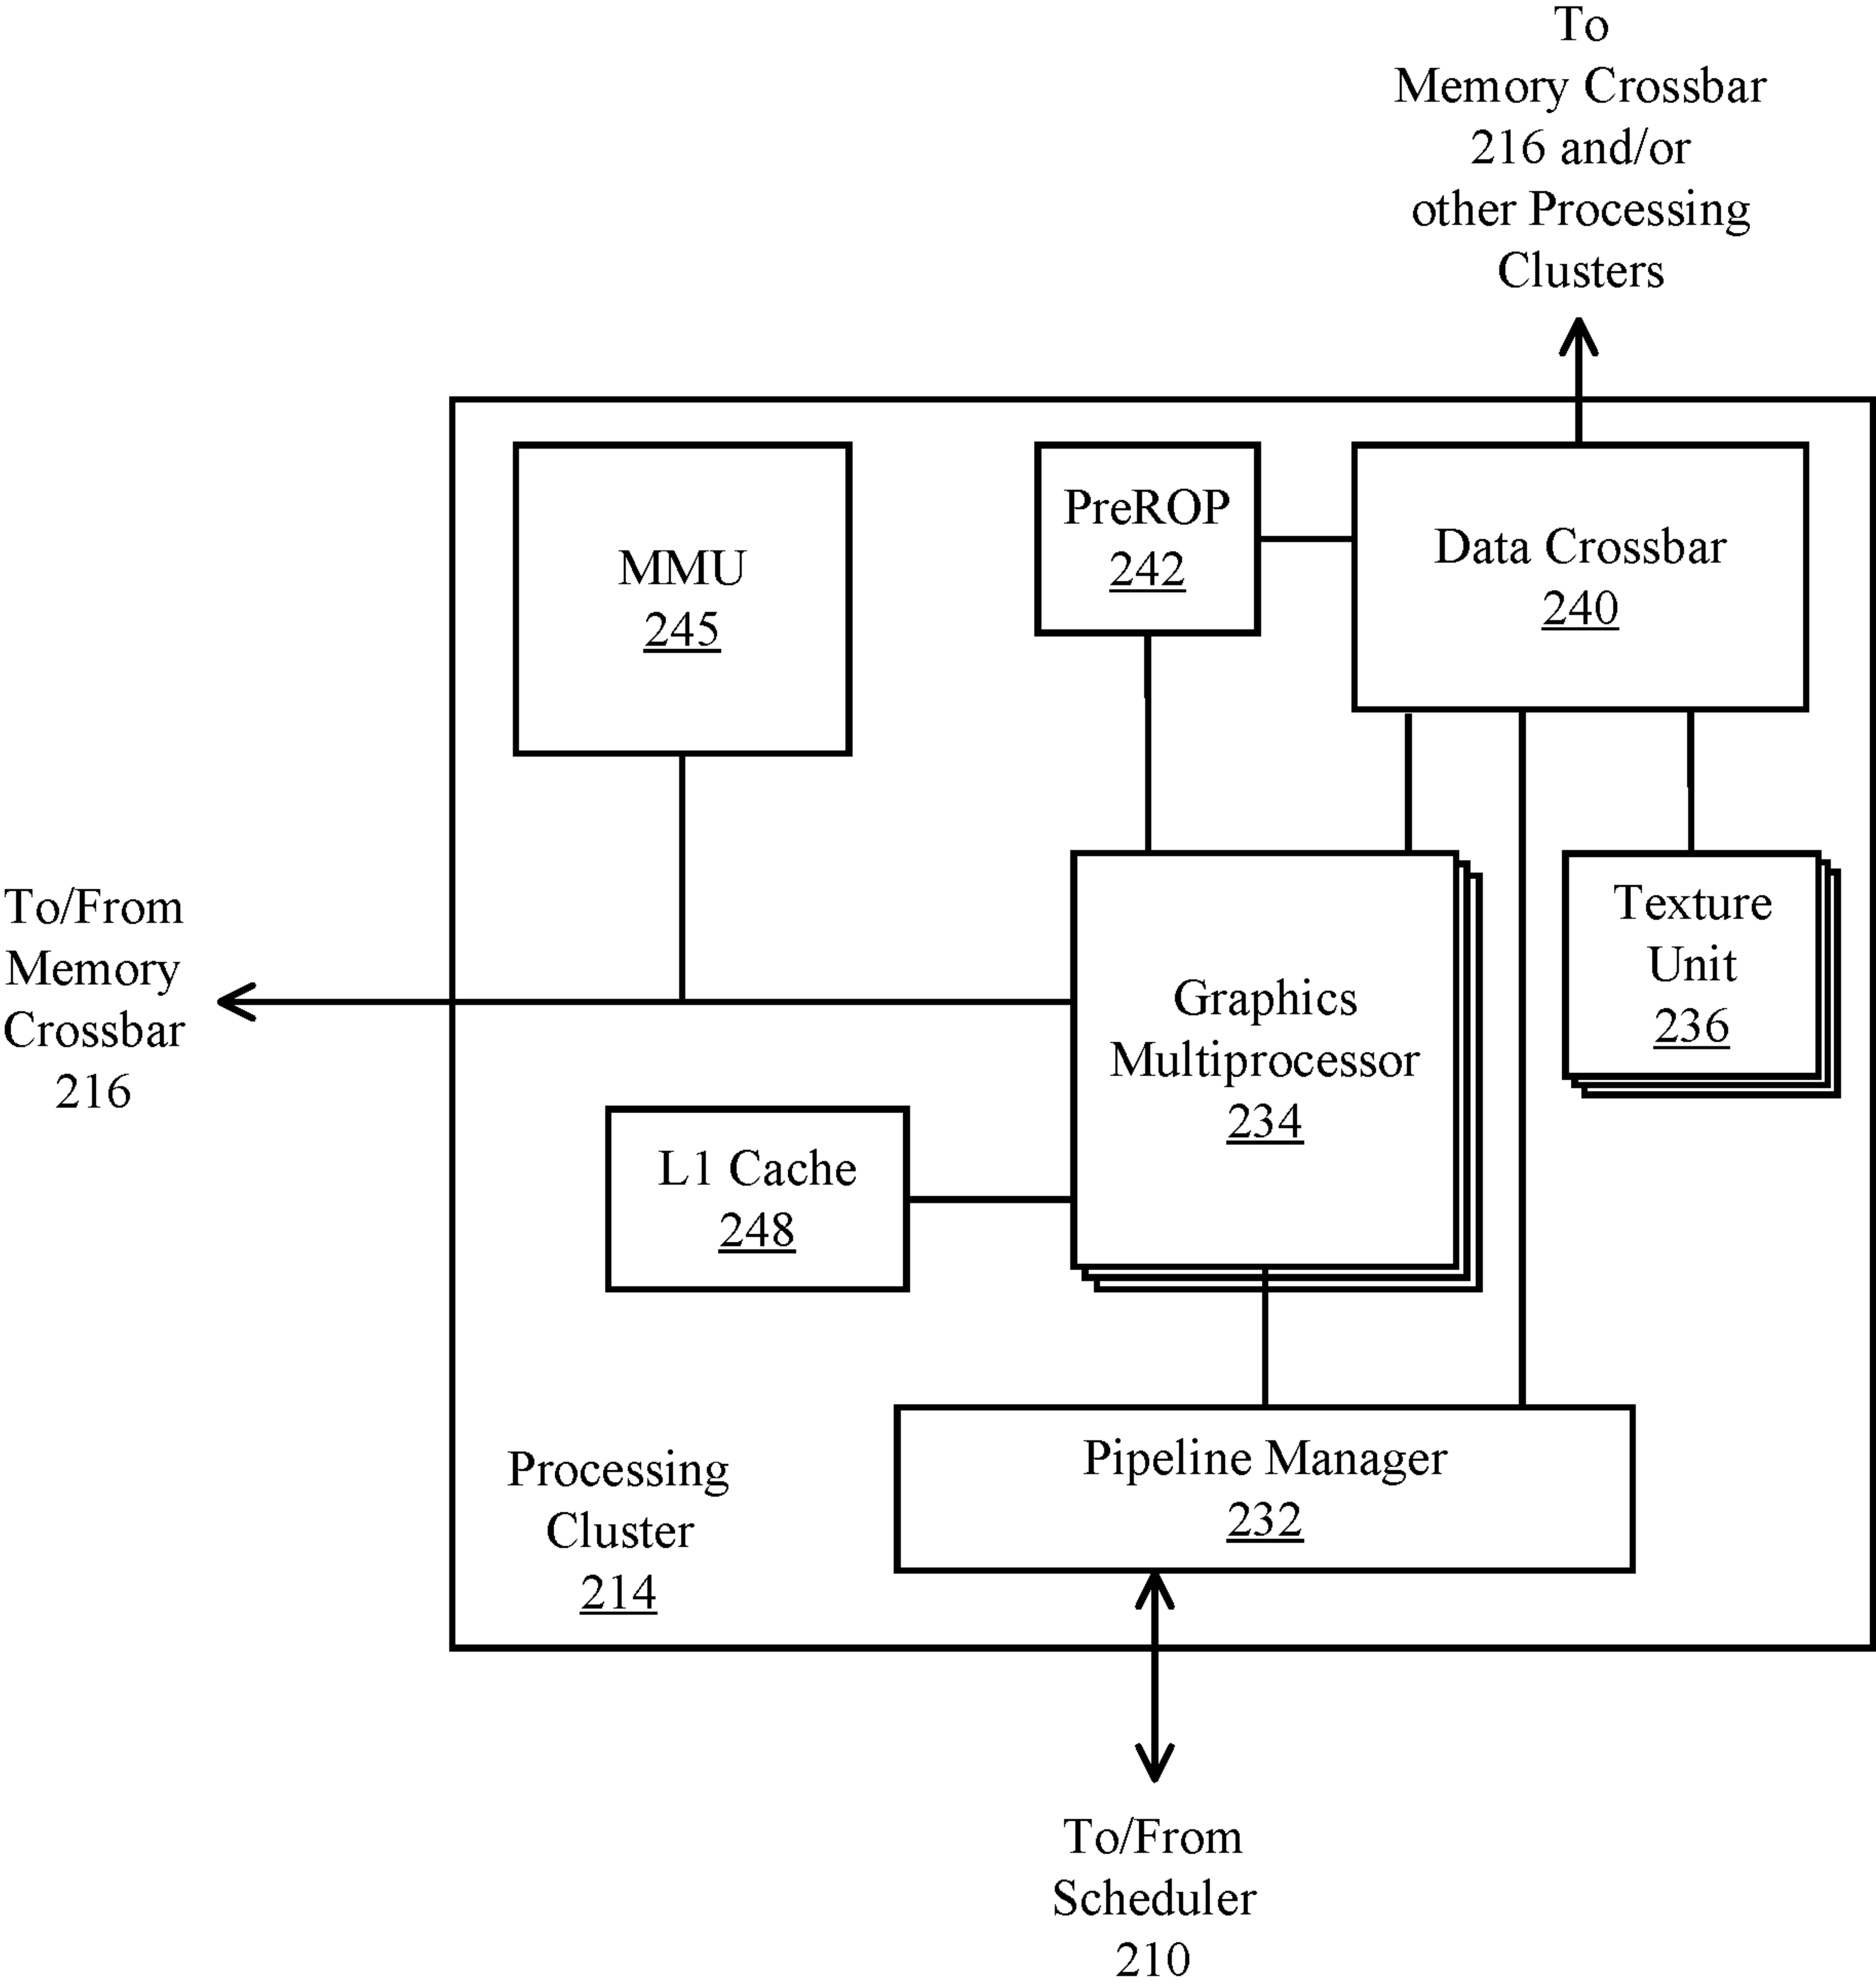 To
Memory Crossbar
216 and/or
other Processing
Clusters
MMU
245
PreROP
242
Data Crossbar
240
To/From
Memory
Crossbar
216
Graphics
Multiprocessor
234
Texture
Unit
236
L1 Cache
248
Pipeline Manager
232
Processing
Cluster
214
To/From
Scheduler
210